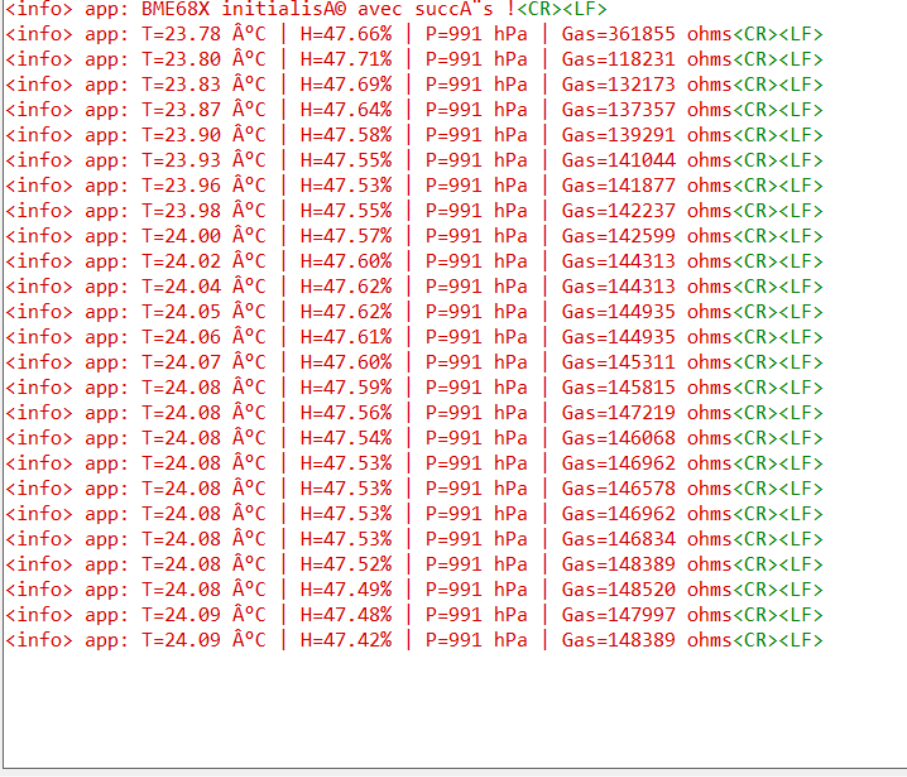 <info> app: BME68X initialisÃ© avec succÃ¨s !<CR><LF>
<info> app: T=23.78 Â°C | H=47.66% | P=991 hPa | Gas=361855 ohms<CR><LF>
<info> app: T=23.80 Â°C | H=47.71% | P=991 hPa | Gas=118231 ohms<CR><LF>
<info> app: T=23.83 Â°C | H=47.69% | P=991 hPa | Gas=132173 ohms<CR><LF>
<info> app: T=23.87 Â°C | H=47.64% | P=991 hPa | Gas=137357 ohms<CR><LF>
<info> app: T=23.90 Â°C | H=47.58% | P=991 hPa | Gas=139291 ohms<CR><LF>
<info> app: T=23.93 Â°C | H=47.55% | P=991 hPa | Gas=141044 ohms<CR><LF>
<info> app: T=23.96 Â°C | H=47.53% | P=991 hPa | Gas=141877 ohms<CR><LF>
<info> app: T=23.98 Â°C | H=47.55% | P=991 hPa | Gas=142237 ohms<CR><LF>
<info> app: T=24.00 Â°C | H=47.57% | P=991 hPa | Gas=142599 ohms<CR><LF>
<info> app: T=24.02 Â°C | H=47.60% | P=991 hPa | Gas=144313 ohms<CR><LF>
<info> app: T=24.04 Â°C | H=47.62% | P=991 hPa | Gas=144313 ohms<CR><LF>
<info> app: T=24.05 Â°C | H=47.62% | P=991 hPa | Gas=144935 ohms<CR><LF>
<info> app: T=24.06 Â°C | H=47.61% | P=991 hPa | Gas=144935 ohms<CR><LF>
<info> app: T=24.07 Â°C | H=47.60% | P=991 hPa | Gas=145311 ohms<CR><LF>
<info> app: T=24.08 Â°C | H=47.59% | P=991 hPa | Gas=145815 ohms<CR><LF>
<info> app: T=24.08 Â°C | H=47.56% | P=991 hPa | Gas=147219 ohms<CR><LF>
<info> app: T=24.08 Â°C | H=47.54% | P=991 hPa | Gas=146068 ohms<CR><LF>
<info> app: T=24.08 Â°C | H=47.53% | P=991 hPa | Gas=146962 ohms<CR><LF>
<info> app: T=24.08 Â°C | H=47.53% | P=991 hPa | Gas=146578 ohms<CR><LF>
<info> app: T=24.08 Â°C | H=47.53% | P=991 hPa | Gas=146962 ohms<CR><LF>
<info> app: T=24.08 Â°C | H=47.53% | P=991 hPa | Gas=146834 ohms<CR><LF>
<info> app: T=24.08 Â°C | H=47.52% | P=991 hPa | Gas=148389 ohms<CR><LF>
<info> app: T=24.08 Â°C | H=47.49% | P=991 hPa | Gas=148520 ohms<CR><LF>
<info> app: T=24.09 Â°C | H=47.48% | P=991 hPa | Gas=147997 ohms<CR><LF>
<info> app: T=24.09 Â°C | H=47.42% | P=991 hPa | Gas=148389 ohms<CR><LF>